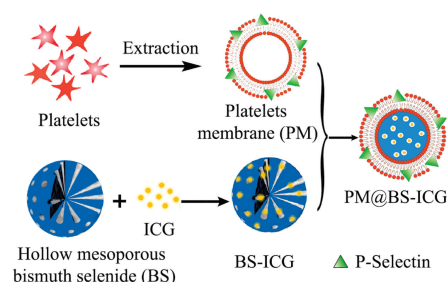 Extraction
Platelets
Platelets
membrane (PM)
PM@BS-ICG
ICG
Hollow mesoporous
bismuth selenide (BS)
BS-ICG
P-Selectin